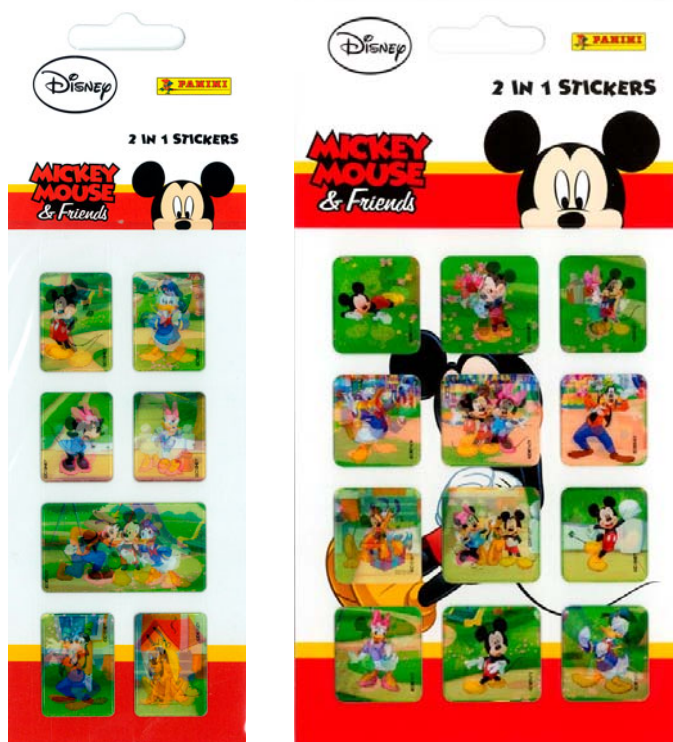 Disney
PANINI
2 IN 1 STICKERS
MICKEY
MOUSE
& Friends
Disney
PANINI
2 IN 1 STICKERS
MICKEY
MOUSE
& Friends